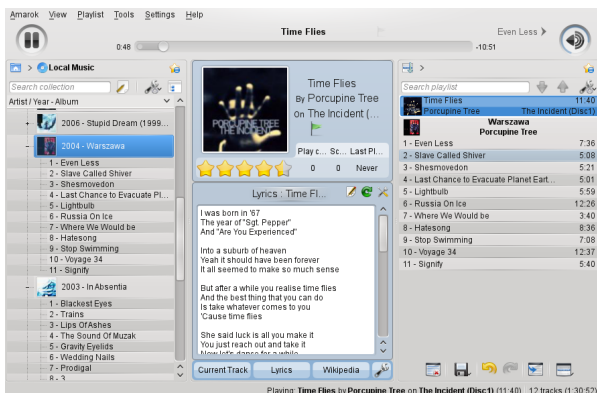 Amarok View Playlist Tools Settings Help
Time Flies
Even Less
0:48
-10:51
Local Music
Search collection
Artist / Year - Album
2006 - Stupid Dream (1999...
2004 - Warszawa
1 - Even Less
2 - Slave Called Shiver
3 - Shesmovedon
4 - Last Chance to Evacuate Pl...
5 - Lightbulb
6 - Russia On Ice
7 - Where We Would be
8 - Hatesong
9 - Stop Swimming
10 - Voyage 34
11 - Signify
2003 - In Absentia
1 - Blackest Eyes
2 - Trains
3 - Lips Of Ashes
4 - The Sound Of Muzak
5 - Gravity Eyelids
6 - Wedding Nails
7 - Prodigal
8 - 3
PORCUPINE TREE
THE INCIDENT
Time Flies
By Porcupine Tree
On The Incident (...
Play c... Sc... Last Pl...
0 0 Never
Lyrics : Time Fl...
I was born in '67
The year of "Sgt. Pepper"
And "Are You Experienced"
Into a suburb of heaven
Yeah it should have been forever
It all seemed to make so much sense
But after a while you realise time flies
And the best thing that you can do
Is take whatever comes to you
'Cause time flies
She said luck is all you make it
You just reach out and take it
Now let's dance for a while
Current Track Lyrics Wikipedia
Search playlist
Time Flies 11:40
Porcupine Tree The Incident (Disc1)
Warszawa
Porcupine Tree
1 - Even Less 7:36
2 - Slave Called Shiver 5:08
3 - Shesmovedon 5:21
4 - Last Chance to Evacuate Planet Eart... 5:01
5 - Lightbulb 5:59
6 - Russia On Ice 12:26
7 - Where We Would be 3:40
8 - Hatesong 8:36
9 - Stop Swimming 7:08
10 - Voyage 34 12:37
11 - Signify 5:40
Playing: Time Flies by Porcupine Tree on The Incident (Disc1) (11:40) 12 tracks (1:30:52)